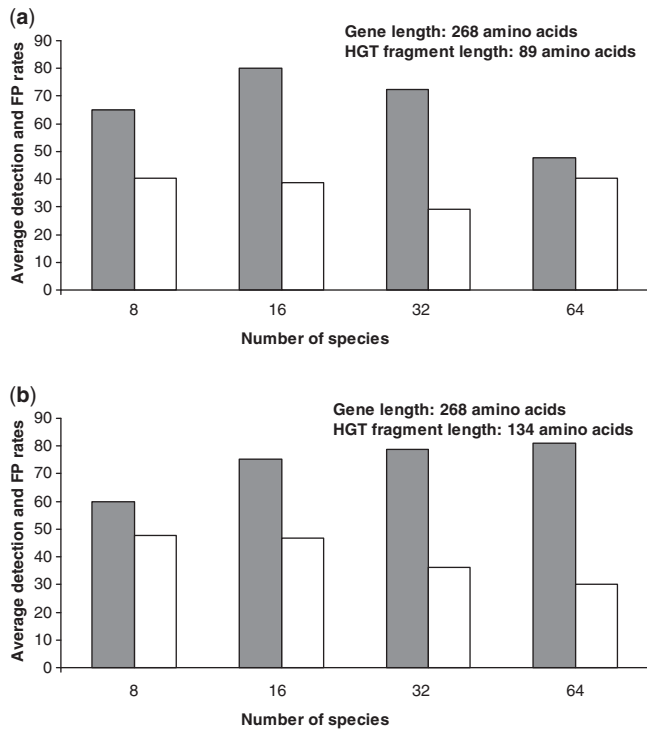 (a)
Gene length: 268 amino acids
HGT fragment length: 89 amino acids
Average detection and FP rates
90
80
70
60
50
40
30
20
10
0
8 16 32 64
Number of species
(b)
Gene length: 268 amino acids
HGT fragment length: 134 amino acids
Average detection and FP rates
90
80
70
60
50
40
30
20
10
0
8 16 32 64
Number of species